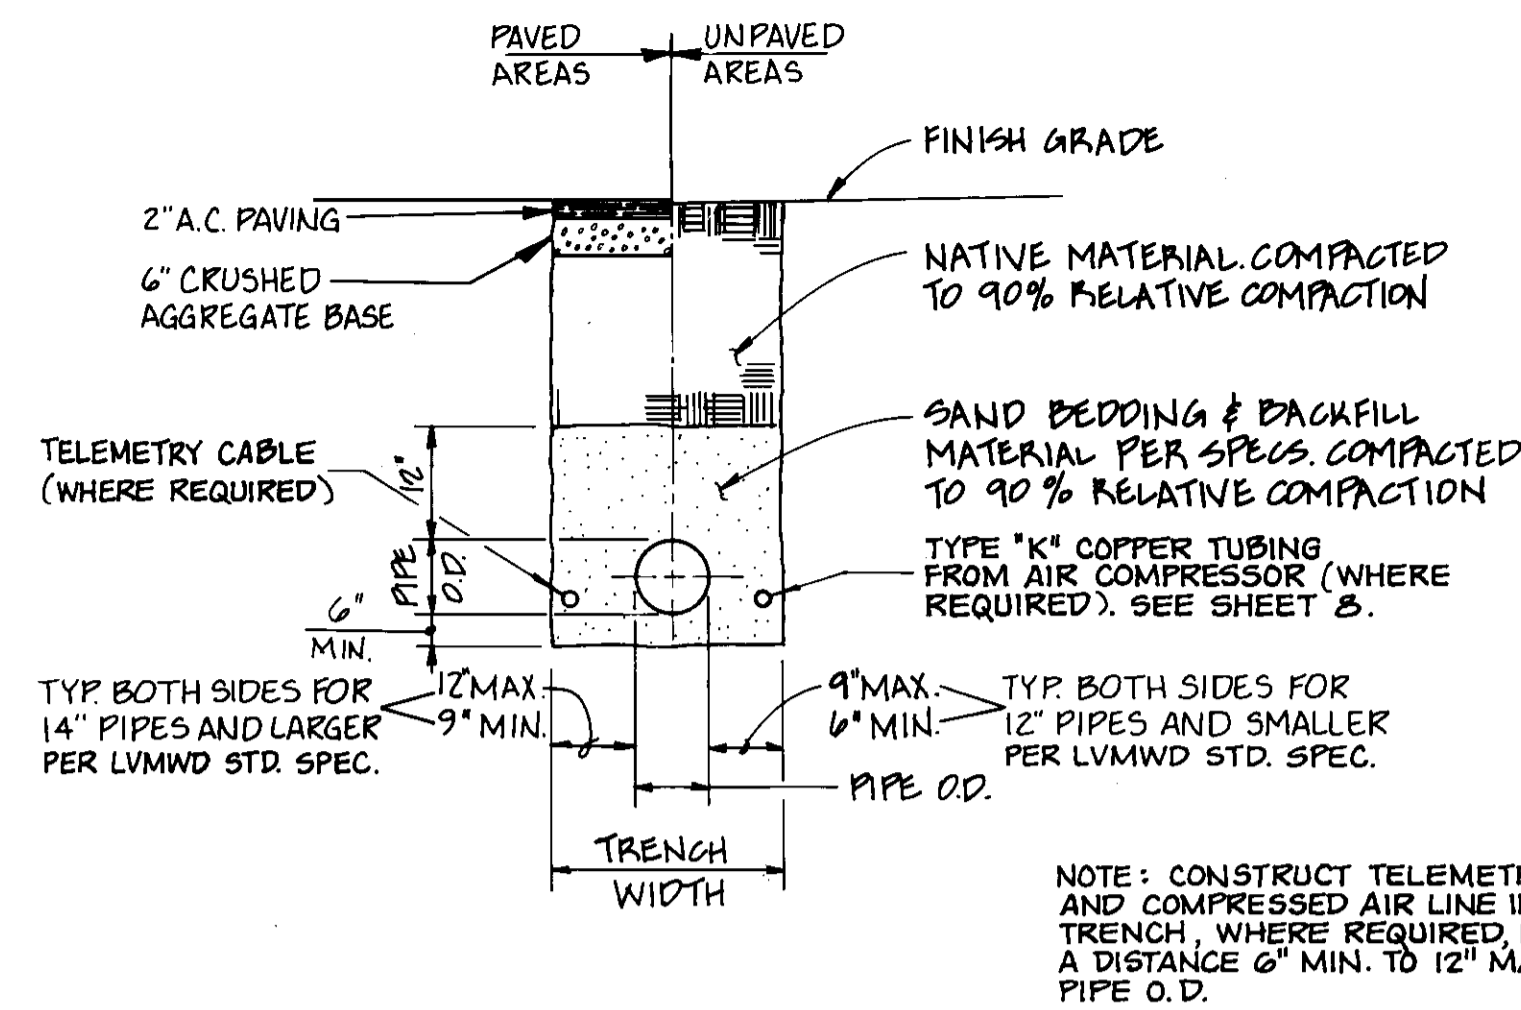 PAVED
AREAS
UNPAVED
AREAS
FINISH GRADE
2" A.C. PAVING
6" CRUSHED
AGGREGATE BASE
NATIVE MATERIAL. COMPACTED
TO 90% RELATIVE COMPACTION
SAND BEDDING & BACKFILL
MATERIAL PER SPECS. COMPACTED
TO 90% RELATIVE COMPACTION
TELEMETRY CABLE
(WHERE REQUIRED)
12"
PIPE
O.D.
6"
MIN.
TYPE "K" COPPER TUBING
FROM AIR COMPRESSOR (WHERE
REQUIRED). SEE SHEET 8.
TYP. BOTH SIDES FOR
14" PIPES AND LARGER
PER LVMWD STD. SPEC.
12" MAX.
9" MIN.
9" MAX.
6" MIN.
TYP. BOTH SIDES FOR
12" PIPES AND SMALLER
PER LVMWD STD. SPEC.
PIPE O.D.
TRENCH
WIDTH
NOTE: CONSTRUCT
AND COMPRESSED AIR LINE
TRENCH, WHERE REQUIRED,
A DISTANCE 6" MIN. TO 12"
PIPE O.D.